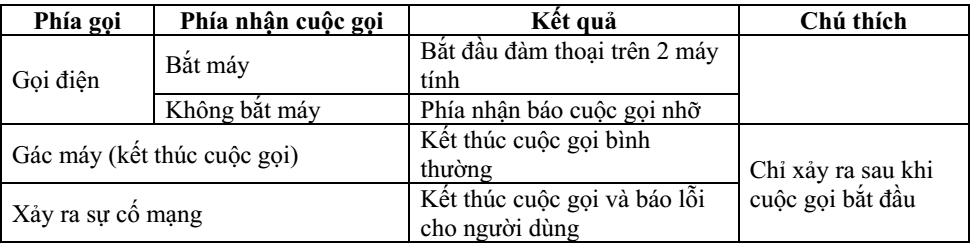 Phía gọi Phía nhận cuộc gọi Kết quả Chú thích
Gọi điện
Bắt máy
Bắt đầu đàm thoại trên 2 máy
tính
Không bắt máy Phía nhận báo cuộc gọi nhỡ
Gác máy (kết thúc cuộc gọi)
Kết thúc cuộc gọi bình
thường
Chỉ xảy ra sau khi
cuộc gọi bắt đầu
Xảy ra sự cố mạng
Kết thúc cuộc gọi và báo lỗi
cho người dùng